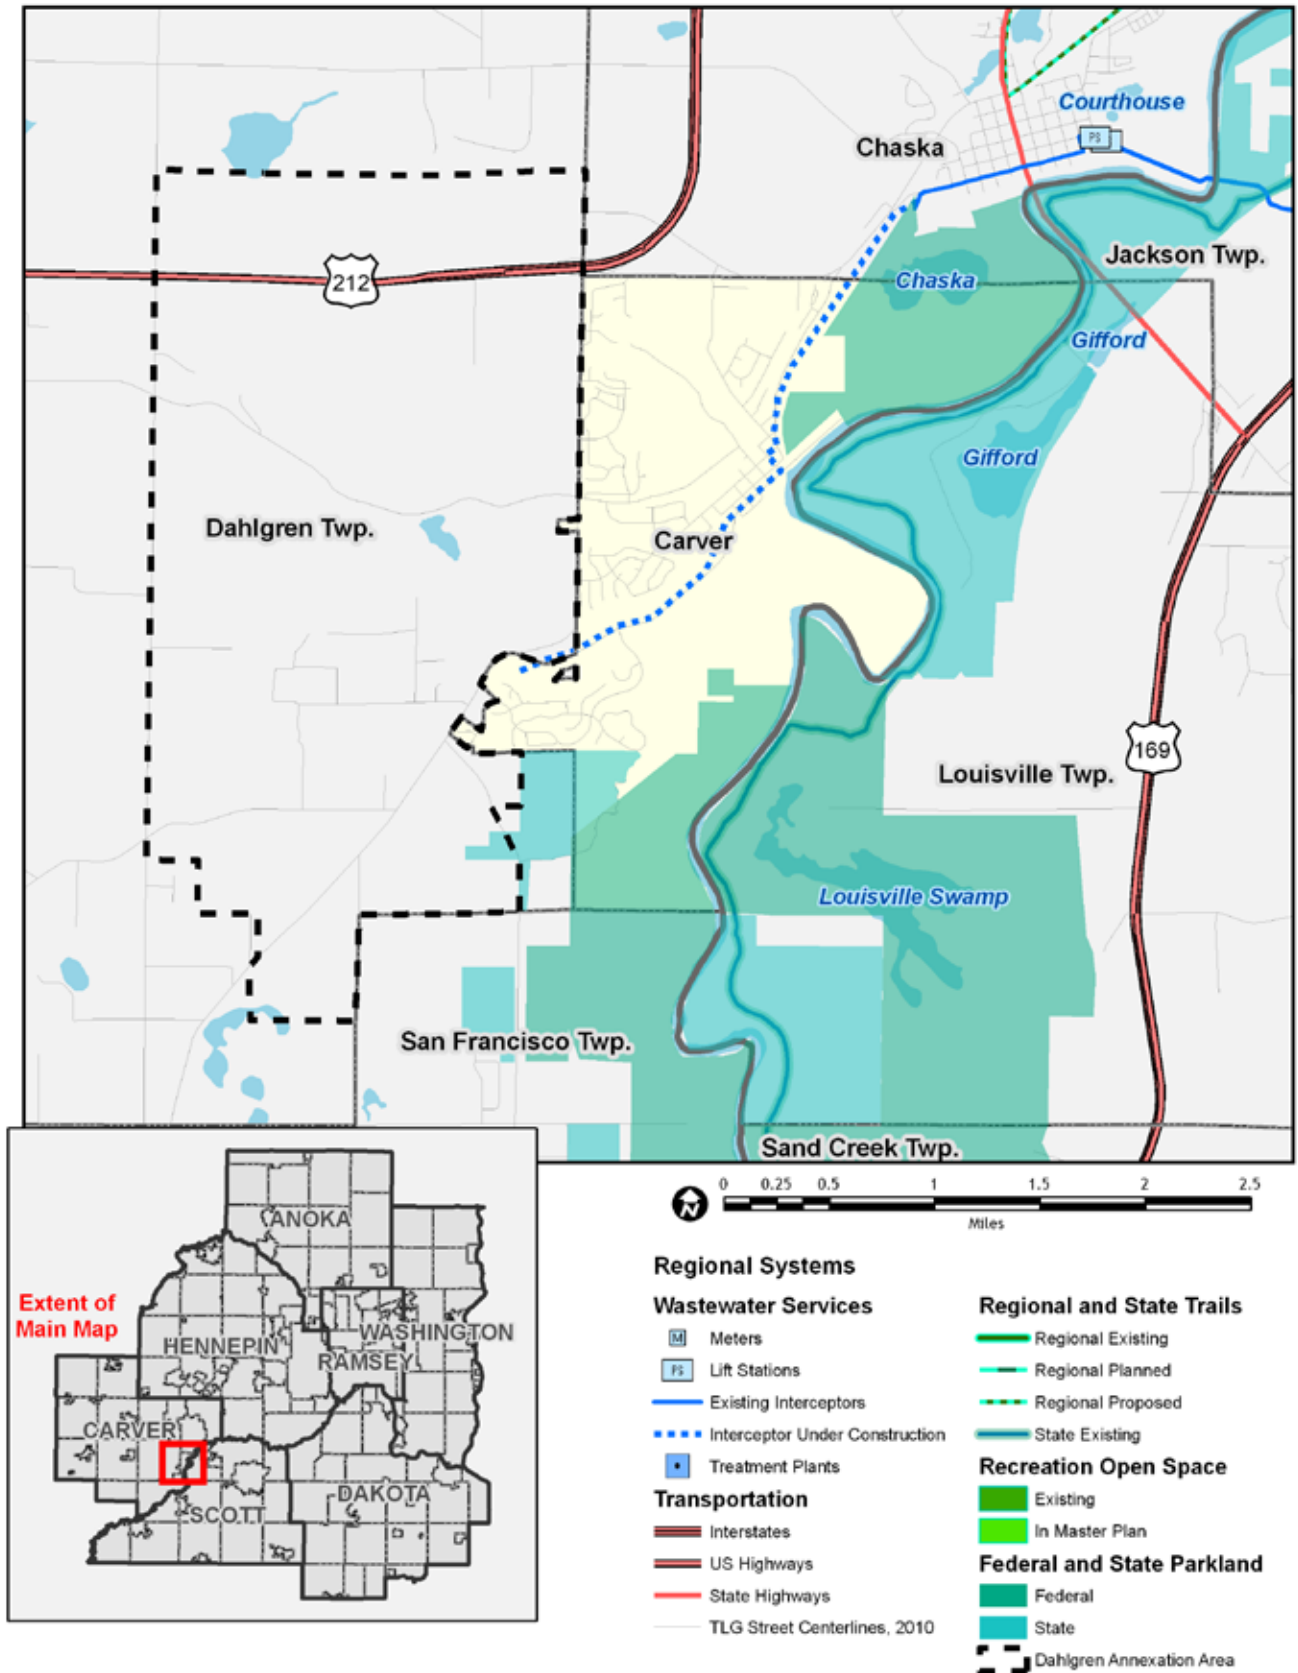 Courthouse
PS
Chaska
Jackson Twp.
212
Chaska
Gifford
Gifford
Dahlgren Twp.
Carver
169
Louisville Twp.
Louisville Swamp
San Francisco Twp.
Sand Creek Twp.
0 0.25 0.5 1 1.5 2 2.5
N
Miles
ANOKA
Extent of
Main Map
WASHINGTON
HENNEPIN
RAMSEY
CARVER
DAKOTA
SCOTT
Regional Systems
Wastewater Services
M Meters
PS Lift Stations
Existing Interceptors
Interceptor Under Construction
Treatment Plants
Transportation
Interstates
US Highways
State Highways
TLG Street Centerlines, 2010
Regional and State Trails
Regional Existing
Regional Planned
Regional Proposed
State Existing
Recreation Open Space
Existing
In Master Plan
Federal and State Parkland
Federal
State
Dahlgren Annexation Area